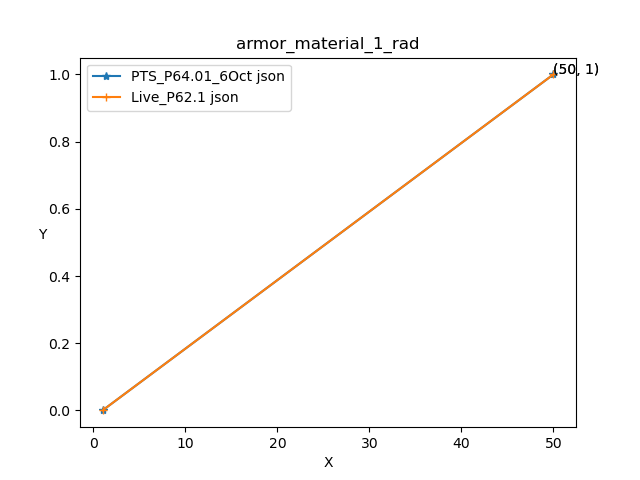 armor_material_1_rad
PTS_P64.01_6Oct json
Live_P62.1 json
(50, 1)
1.0
0.8
0.6
0.4
0.2
0.0
Y
0 10 20 30 40 50
X